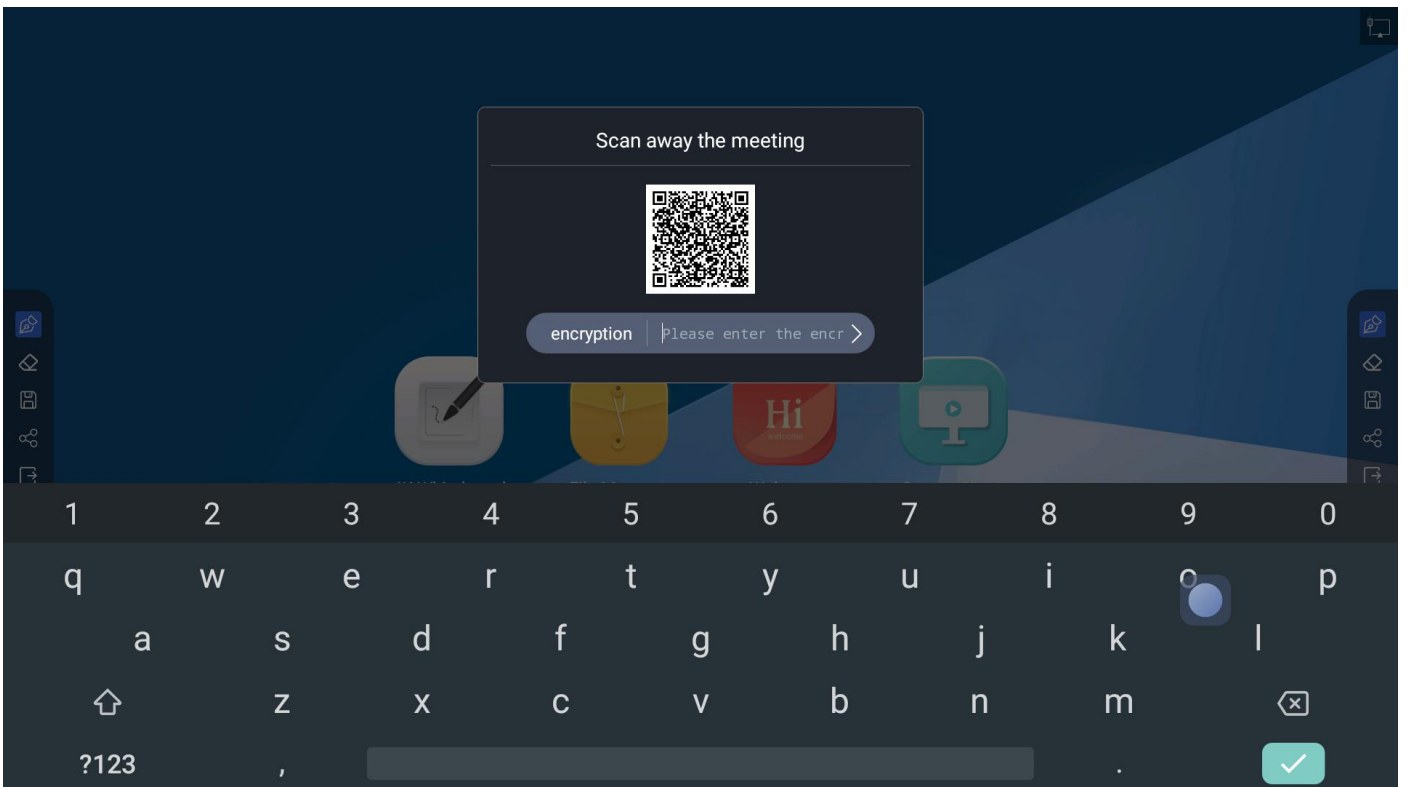 Scan away the meeting
encryption Please enter the encr
Hi
welcome
1 2 3 4 5 6 7 8 9 0
q w e r t y u i o p
a s d f g h j k l
z x c v b n m
?123 , .